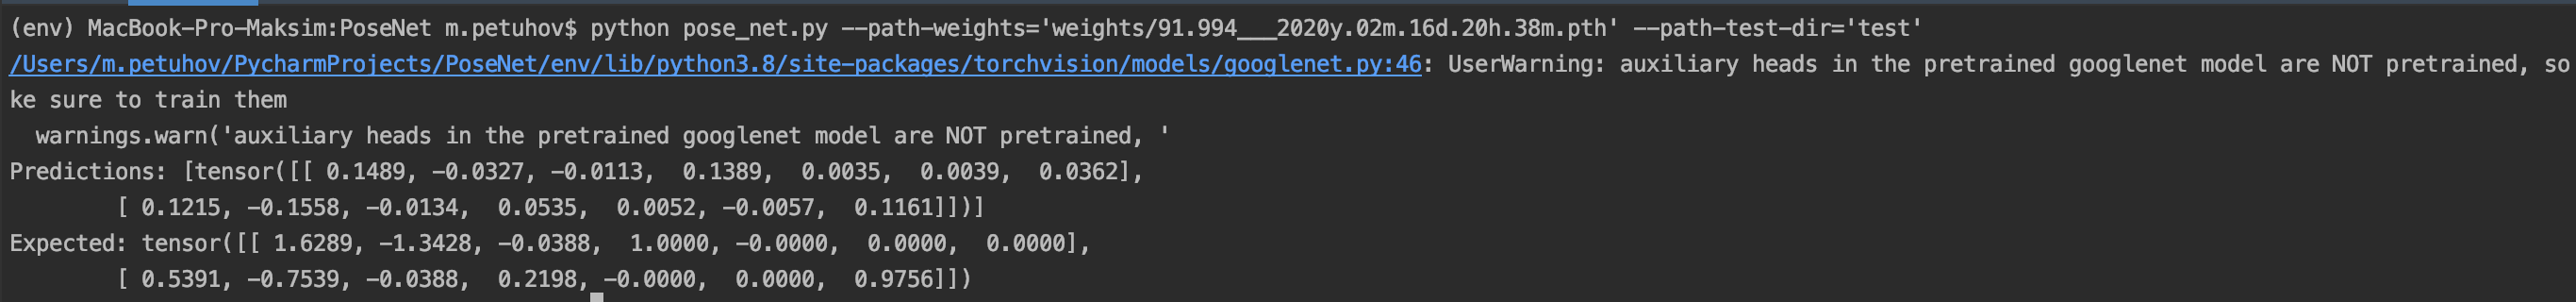 (env) MacBook-Pro-Maksim:PoseNet m.petuhov$ python pose_net.py --path-weights='weights/91.994___2020y.02m.16d.20h.38m.pth' --path-test-dir='test'
/Users/m.petuhov/PycharmProjects/PoseNet/env/lib/python3.8/site-packages/torchvision/models/googlenet.py:46: UserWarning: auxiliary heads in the pretrained googlenet model are NOT pretrained, so
ke sure to train them
  warnings.warn('auxiliary heads in the pretrained googlenet model are NOT pretrained, '
Predictions: [tensor([[ 0.1489, -0.0327, -0.0113,  0.1389,  0.0035,  0.0039,  0.0362],
        [ 0.1215, -0.1558, -0.0134,  0.0535,  0.0052, -0.0057,  0.1161]])]
Expected: tensor([[ 1.6289, -1.3428, -0.0388,  1.0000, -0.0000,  0.0000,  0.0000],
        [ 0.5391, -0.7539, -0.0388,  0.2198, -0.0000,  0.0000,  0.9756]])